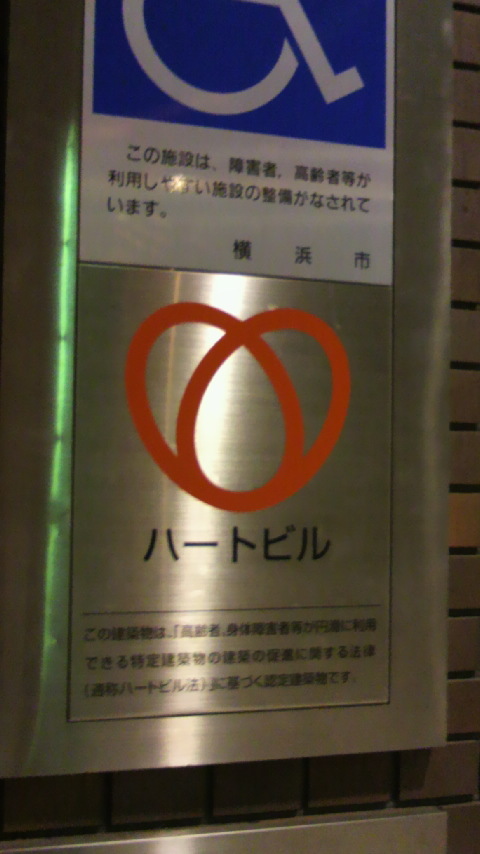 この施設は、障害者、高齢者等が
利用しやすい施設の整備がなされて
います。
横浜市
ハートビル
この建築物は、「高齢者、身体障害者等が円滑に利用
できる特定建築物の建築の促進に関する法律
(通称ハートビル法)」に基づく認定建築物です。